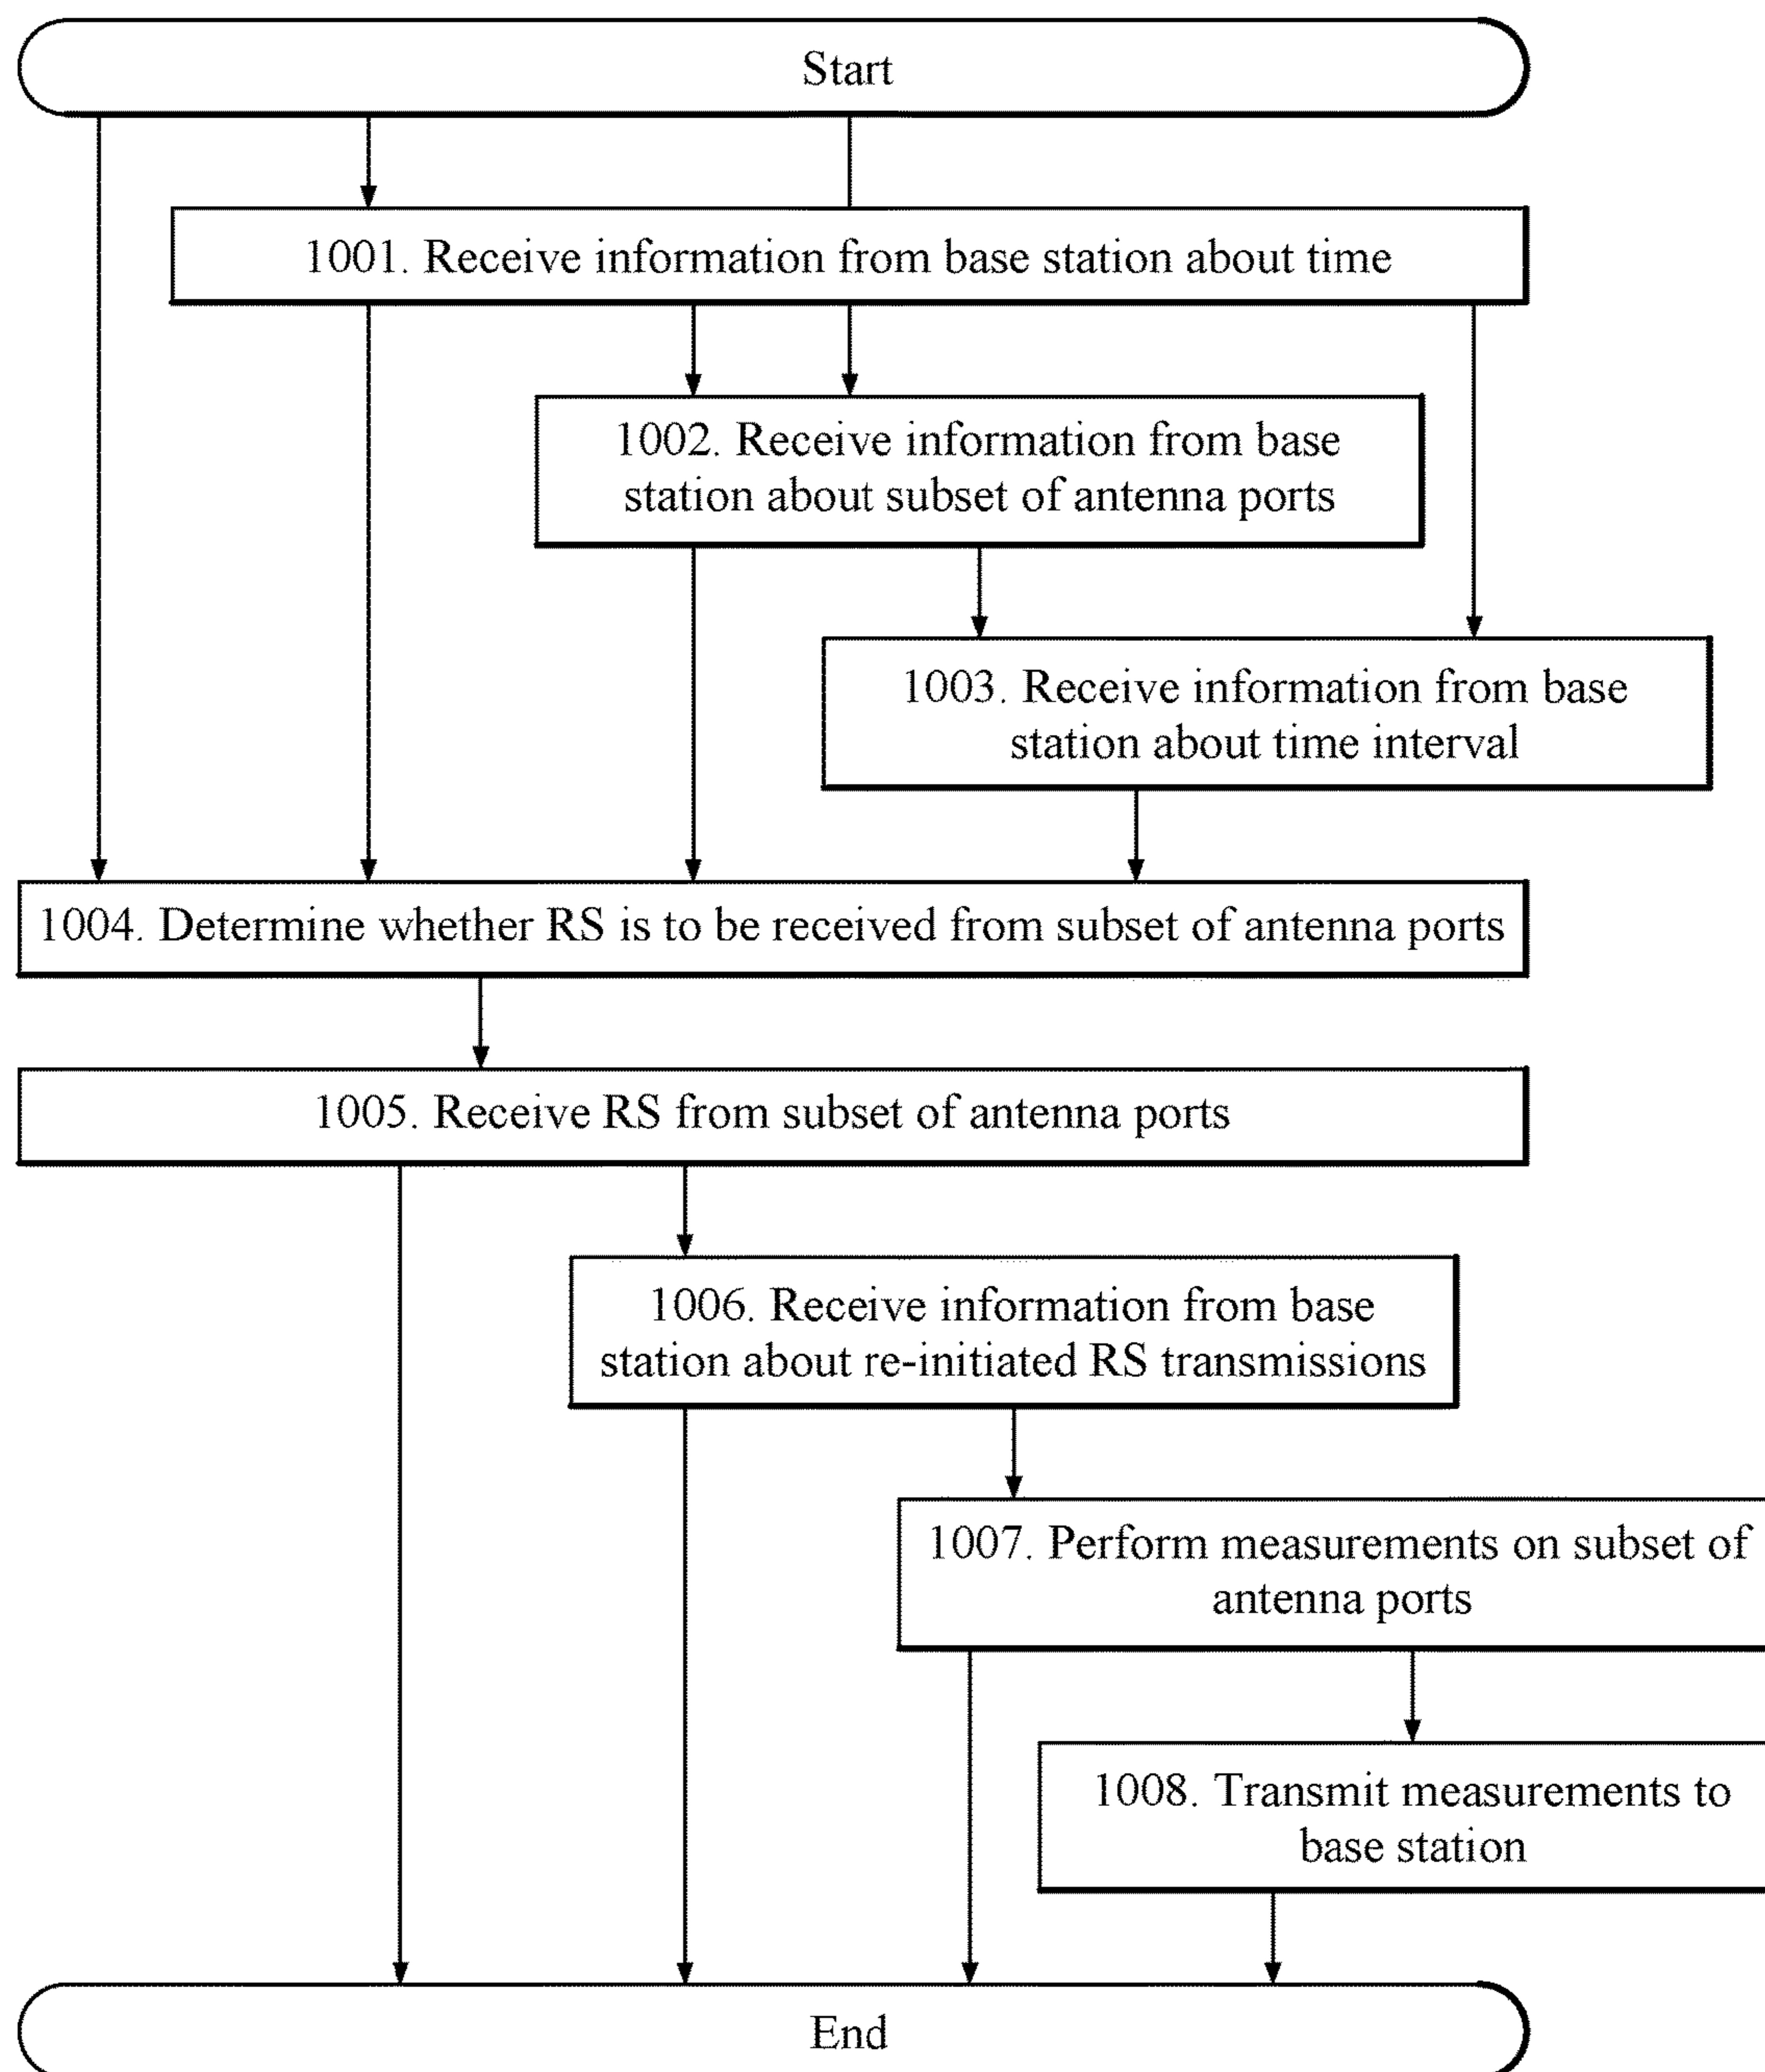 Start
1001. Receive information from base station about time
1002. Receive information from base
station about subset of antenna ports
1003. Receive information from base
station about time interval
1004. Determine whether RS is to be received from subset of antenna ports
1005. Receive RS from subset of antenna ports
1006. Receive information from base
station about re-initiated RS transmissions
1007. Perform measurements on subset of
antenna ports
1008. Transmit measurements to
base station
End